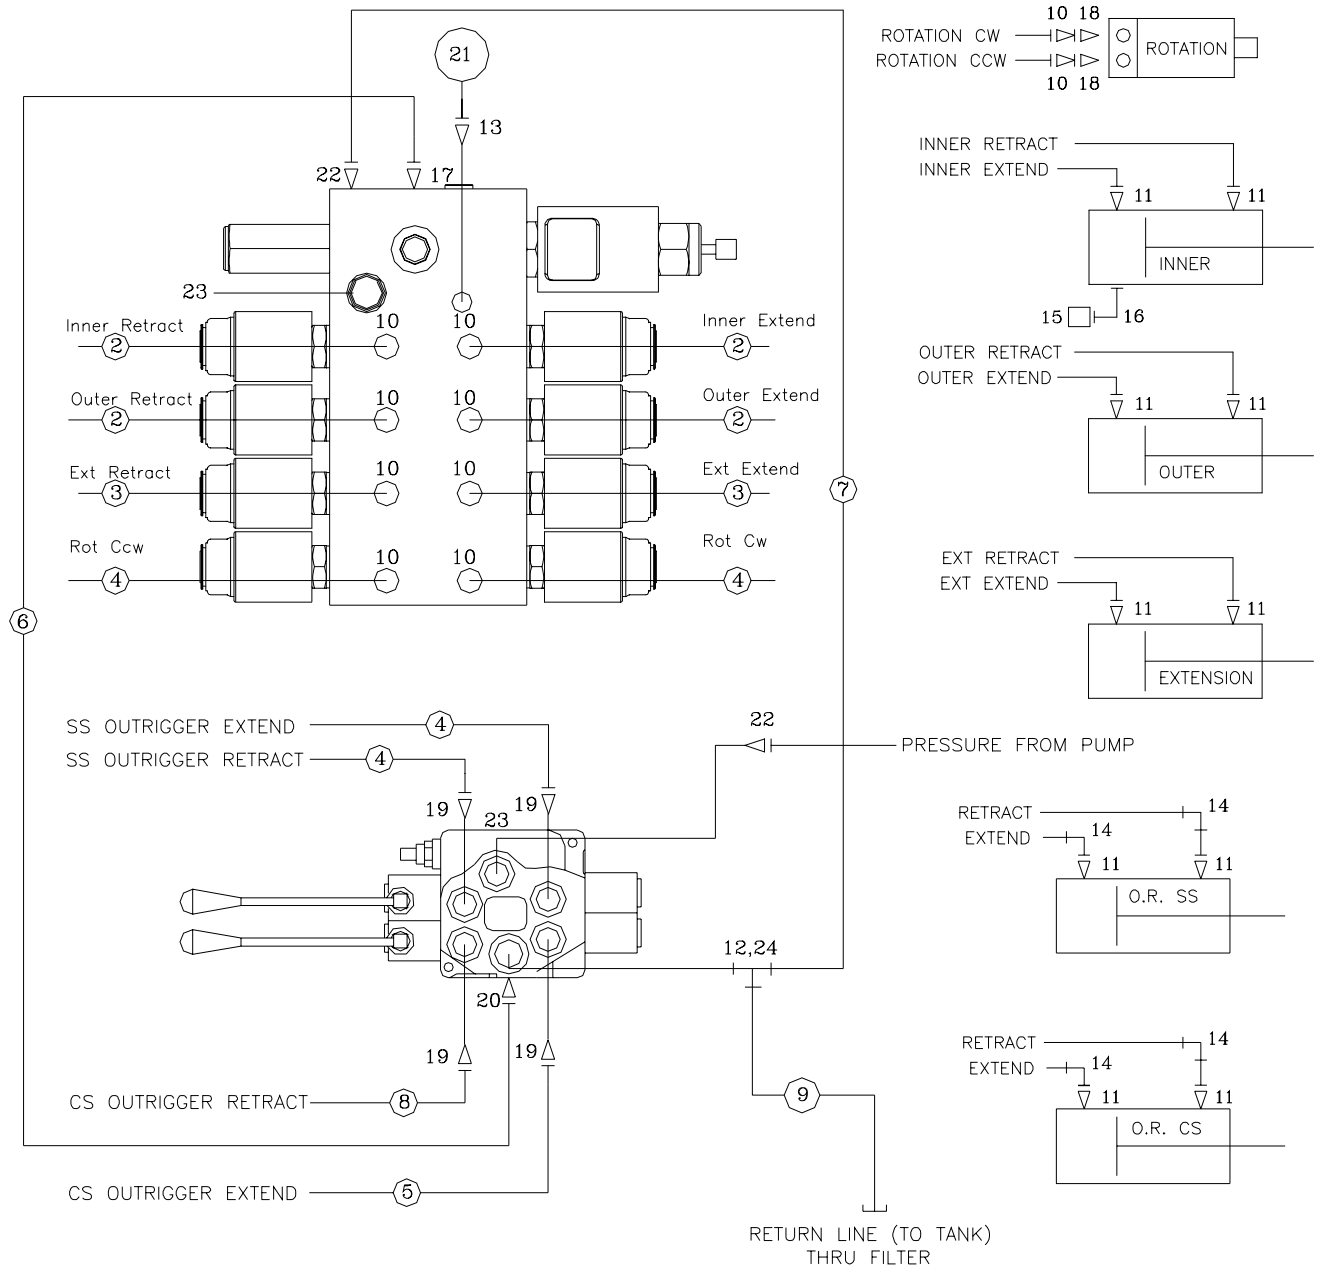 7
21
13
22
17
23
Inner Retract
2
10
10
Inner Extend
2
Outer Retract
2
10
10
Outer Extend
2
Ext Retract
3
10
10
Ext Extend
3
Rot Ccw
4
10
10
Rot Cw
4
6
SS OUTRIGGER EXTEND
4
SS OUTRIGGER RETRACT
4
22
PRESSURE FROM PUMP
19
19
23
12,24
20
19
19
CS OUTRIGGER RETRACT
8
9
CS OUTRIGGER EXTEND
5
RETURN LINE (TO TANK)
THRU FILTER
10 18
ROTATION CW
ROTATION CCW
ROTATION
10 18
INNER RETRACT
INNER EXTEND
11
11
INNER
15
16
OUTER RETRACT
OUTER EXTEND
11
11
OUTER
EXT RETRACT
EXT EXTEND
11
11
EXTENSION
RETRACT
14
EXTEND
14
11
11
O.R. SS
RETRACT
14
EXTEND
14
11
11
O.R. CS